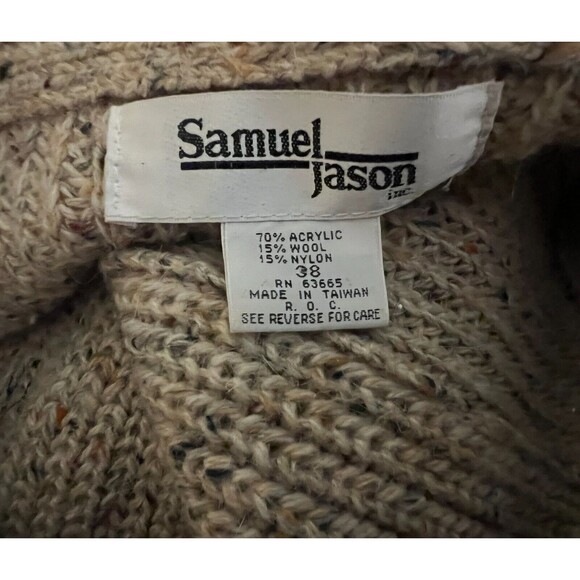 Samuel
Jason
inc.
70% ACRYLIC
15% WOOL
15% NYLON
38
RN 63665
MADE IN TAIWAN
R. O. C.
SEE REVERSE FOR CARE